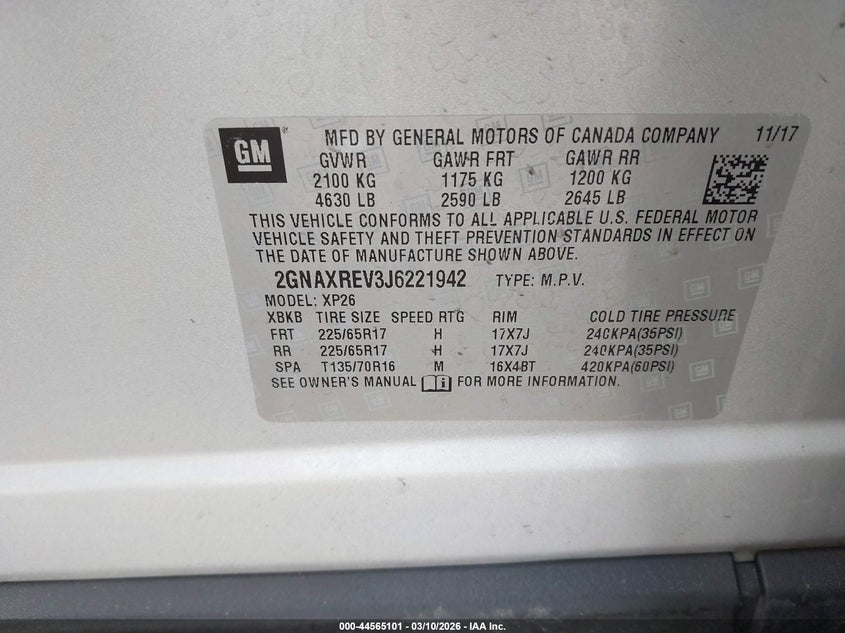 GM ® MFD BY GENERAL MOTORS OF CANADA COMPANY 11/17
GVWR GAWR FRT GAWR RR
2100 KG 1175 KG 1200 KG
4630 LB 2590 LB 2645 LB
THIS VEHICLE CONFORMS TO ALL APPLICABLE U.S. FEDERAL MOTOR
VEHICLE SAFETY AND THEFT PREVENTION STANDARDS IN EFFECT ON
THE DATE OF MANUFACTURE SHOWN ABOVE.
2GNAXREV3J6221942 TYPE: M.P.V.
MODEL: XP26
XBKB TIRE SIZE SPEED RTG RIM COLD TIRE PRESSURE
FRT 225/65R17 H 17X7J 240KPA(35PSI)
RR 225/65R17 H 17X7J 240KPA(35PSI)
SPA T135/70R16 M 16X4BT 420KPA(60PSI)
SEE OWNER'S MANUAL FOR MORE INFORMATION.
000-44565101 - 03/10/2026 - IAA Inc.